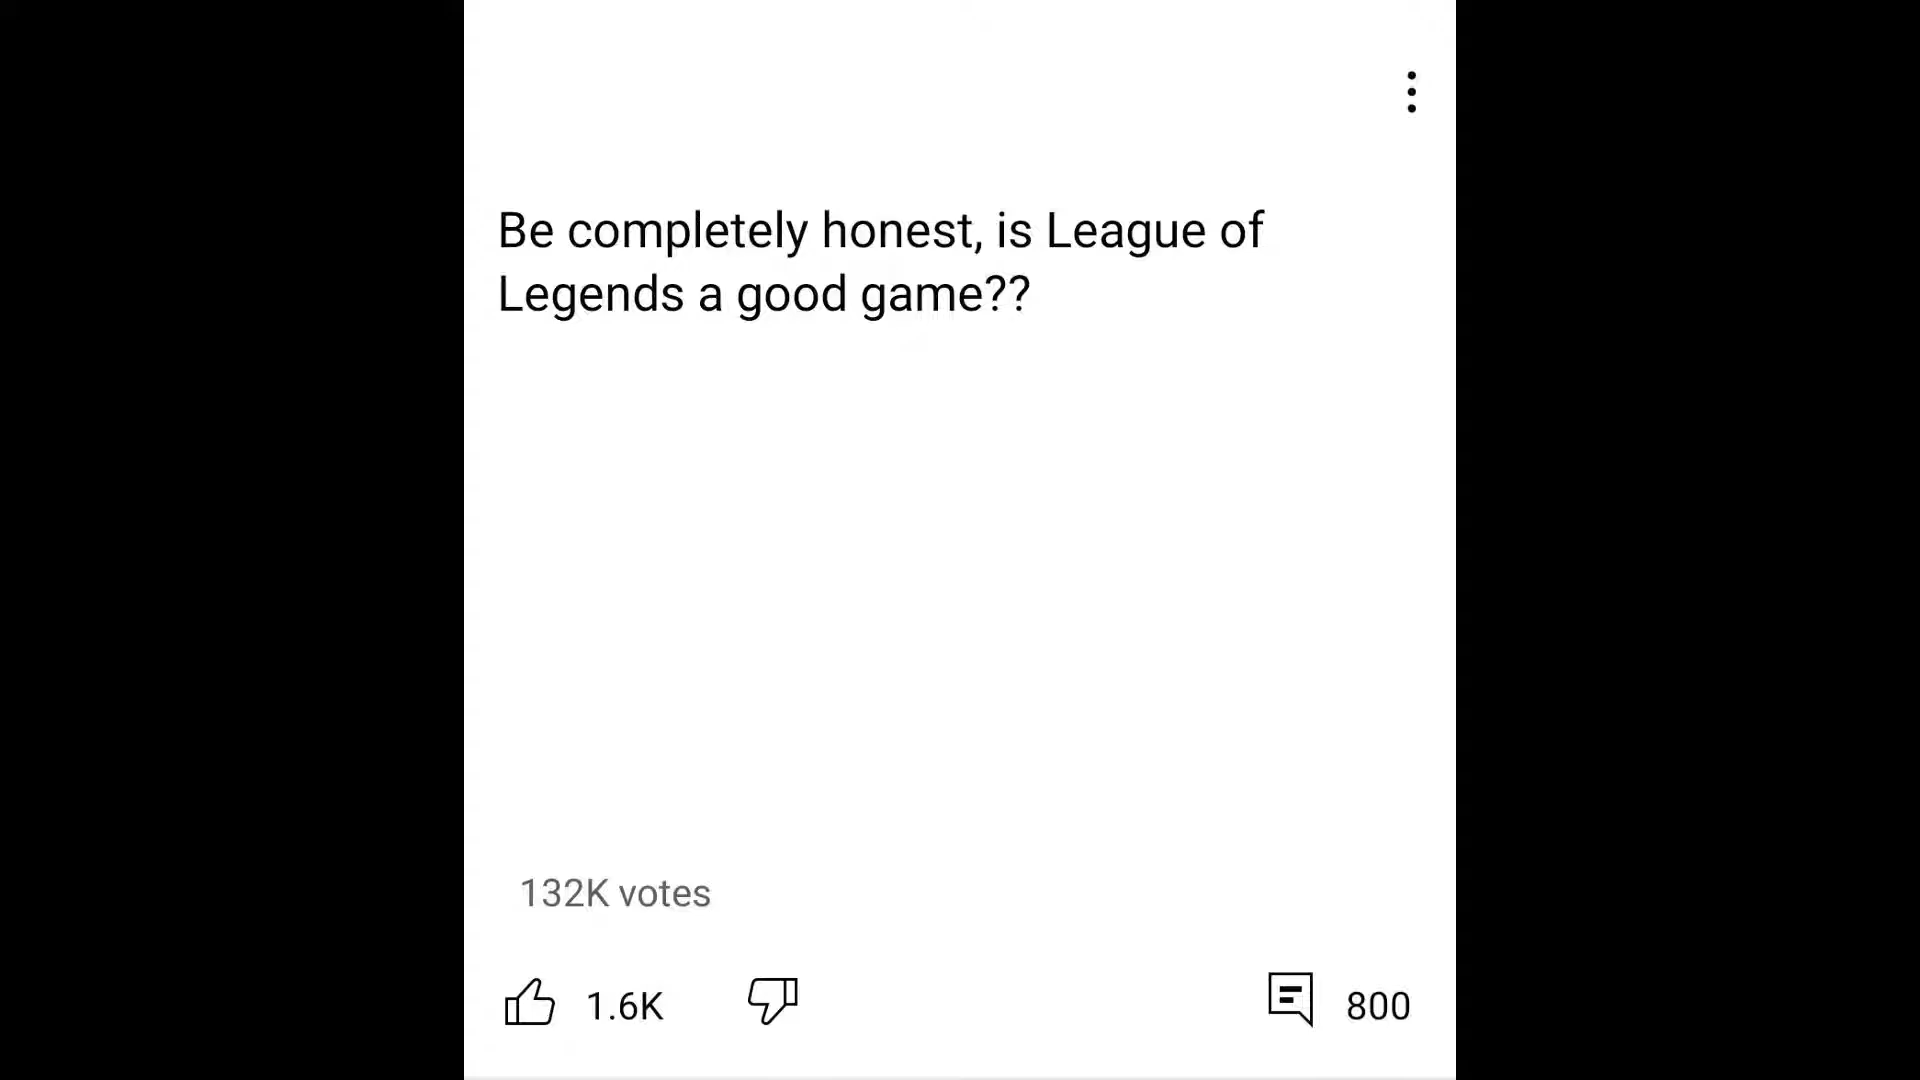 Be completely honest, is League of
Legends a good game??
132K votes
1.6K
800